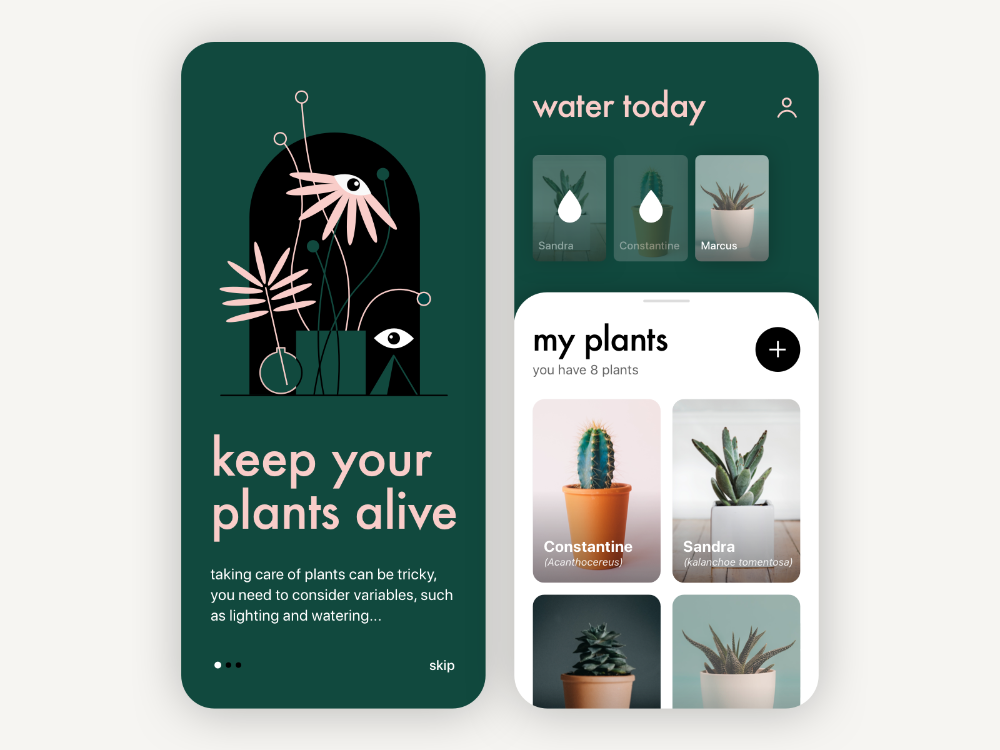 keep your
plants alive
taking care of plants can be tricky,
you need to consider variables, such
as lighting and watering...
skip
water today
Sandra
Constantine
Marcus
my plants
you have 8 plants
Constantine
(Acanthocereus)
Sandra
(kalanchoe tomentosa)